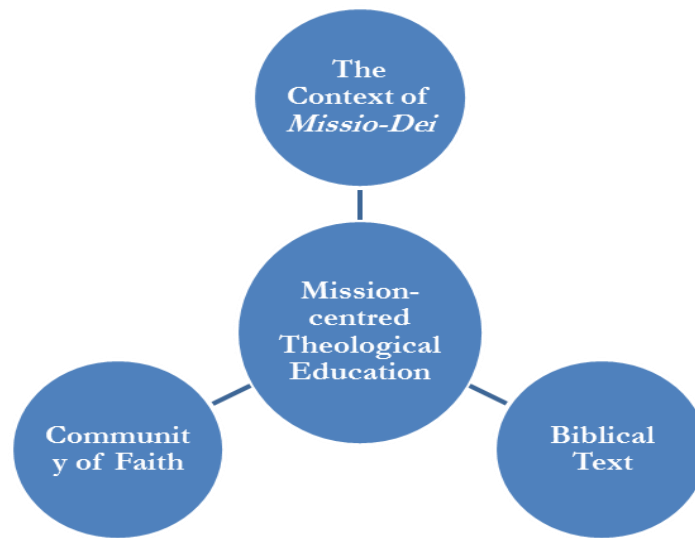 The
Context of
Missio-Dei
Mission-
centred
Theological
Education
Communit
y of Faith
Biblical
Text